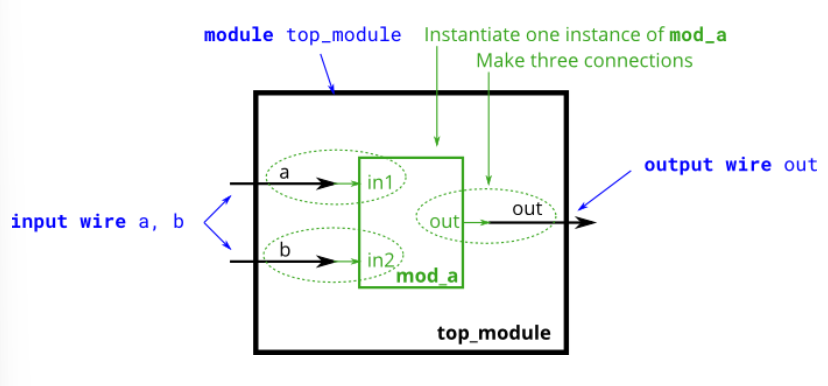 module top_module
Instantiate one instance of mod_a
Make three connections
output wire out
input wire a, b
a
in1
out
out
b
in2
mod_a
top_module